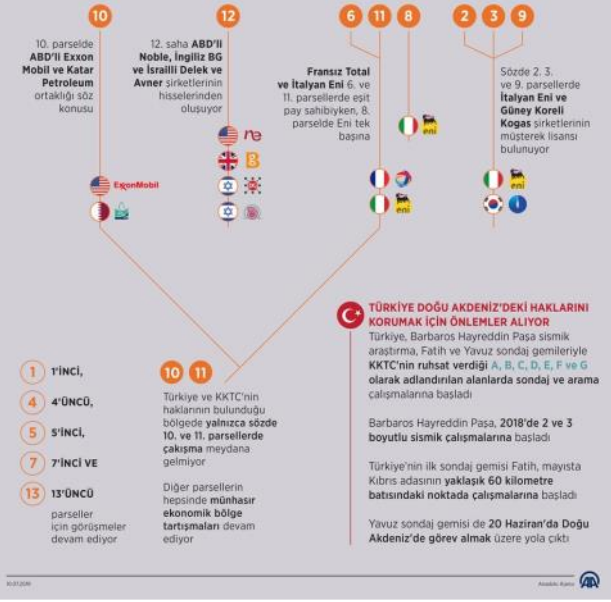 10
10. parselde
ABD'li Exxon
Mobil ve Katar
Petroleum
ortaklığı söz
konusu
ExxonMobil
12
12. saha ABD'li
Noble, İngiliz BG
ve İsrailli Delek ve
Avner şirketlerinin
hisselerinden
oluşuyor
6 11 8
Fransız Total
ve İtalyan Eni 6. ve
11. parsellerde eşit
pay sahibiyken, 8.
parselde Eni tek
başına
eni
eni
2 3 9
Sözde 2. 3.
ve 9. parsellerde
İtalyan Eni ve
Güney Koreli
Kogas şirketlerinin
müşterek lisansı
bulunuyor
eni
1 1'İNCİ,
4 4'ÜNCÜ,
5 5'İNCİ,
7 7'İNCİ VE
13 13'ÜNCÜ
parseller
için görüşmeler
devam ediyor
10 11
Türkiye ve KKTC'nin
haklarının bulunduğu
bölgede yalnızca sözde
10. ve 11. parsellerde
çakışma meydana
gelmiyor
Diğer parsellerin
hepsinde münhasır
ekonomik bölge
tartışmaları devam
ediyor
TÜRKİYE DOĞU AKDENİZ'DEKİ HAKLARINI
KORUMAK İÇİN ÖNLEMLER ALIYOR
Türkiye, Barbaros Hayreddin Paşa sismik
araştırma, Fatih ve Yavuz sondaj gemileriyle
KKTC'nin ruhsat verdiği A, B, C, D, E, F ve G
olarak adlandırılan alanlarda sondaj ve arama
çalışmalarına başladı
Barbaros Hayreddin Paşa, 2018'de 2 ve 3
boyutlu sismik çalışmalarına başladı
Türkiye'nin ilk sondaj gemisi Fatih, mayısta
Kıbrıs adasının yaklaşık 60 kilometre
batısındaki noktada çalışmalarına başladı
Yavuz sondaj gemisi de 20 Haziran'da Doğu
Akdeniz'de görev almak üzere yola çıktı
10.07.2019
Anadolu Ajansı
AA